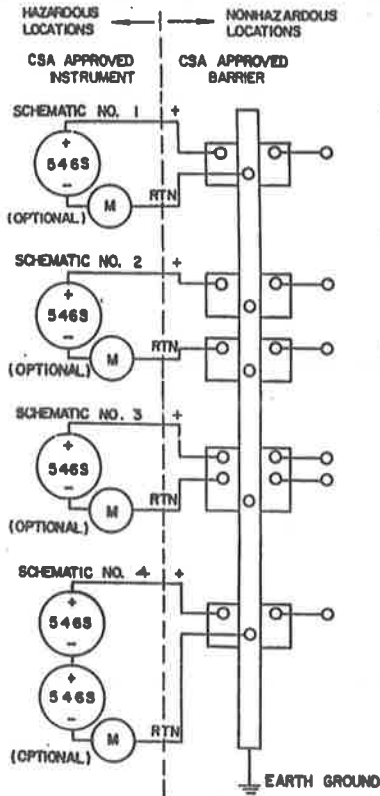 HAZARDOUS LOCATIONS
NONHAZARDOUS LOCATIONS
CSA APPROVED INSTRUMENT
CSA APPROVED BARRIER
SCHEMATIC NO. 1 +
+
546S
−
M
RTN
(OPTIONAL)
SCHEMATIC NO. 2 +
+
546S
−
M
RTN
(OPTIONAL)
SCHEMATIC NO. 3 +
+
546S
−
M
RTN
(OPTIONAL)
SCHEMATIC NO. 4 +
+
546S
−
+
546S
−
M
RTN
(OPTIONAL)
EARTH GROUND